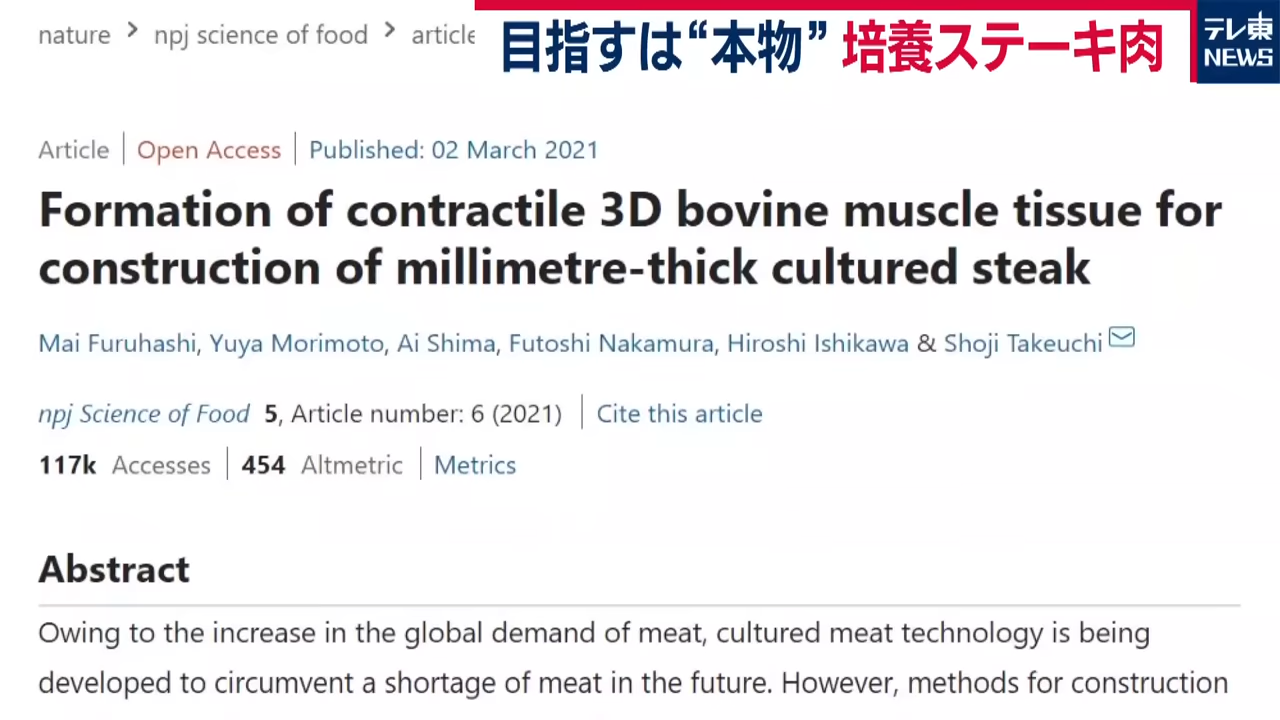 nature > npj science of food > article
目指すは“本物” 培養ステーキ肉
テレ東
NEWS
Article | Open Access | Published: 02 March 2021
Formation of contractile 3D bovine muscle tissue for
construction of millimetre-thick cultured steak
Mai Furuhashi, Yuya Morimoto, Ai Shima, Futoshi Nakamura, Hiroshi Ishikawa & Shoji Takeuchi
npj Science of Food 5, Article number: 6 (2021) | Cite this article
117k Accesses | 454 Altmetric | Metrics
Abstract
Owing to the increase in the global demand of meat, cultured meat technology is being
developed to circumvent a shortage of meat in the future. However, methods for construction